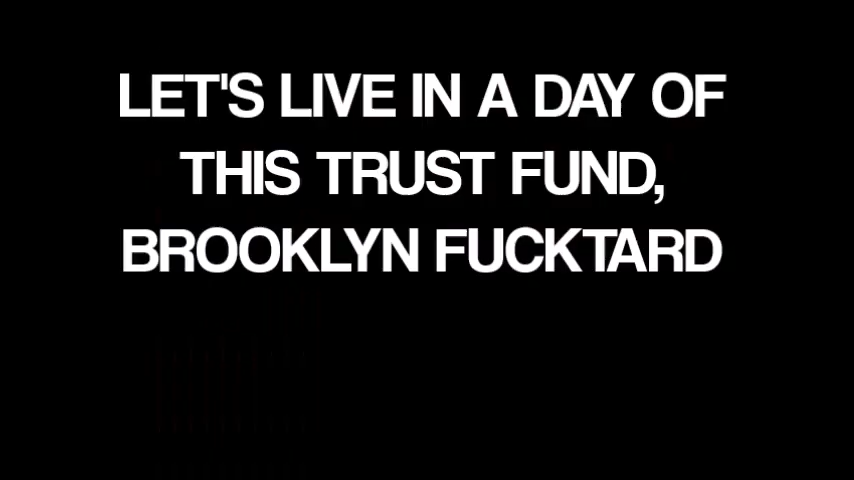 LET'S LIVE IN A DAY OF
THIS TRUST FUND,
BROOKLYN FUCKTARD